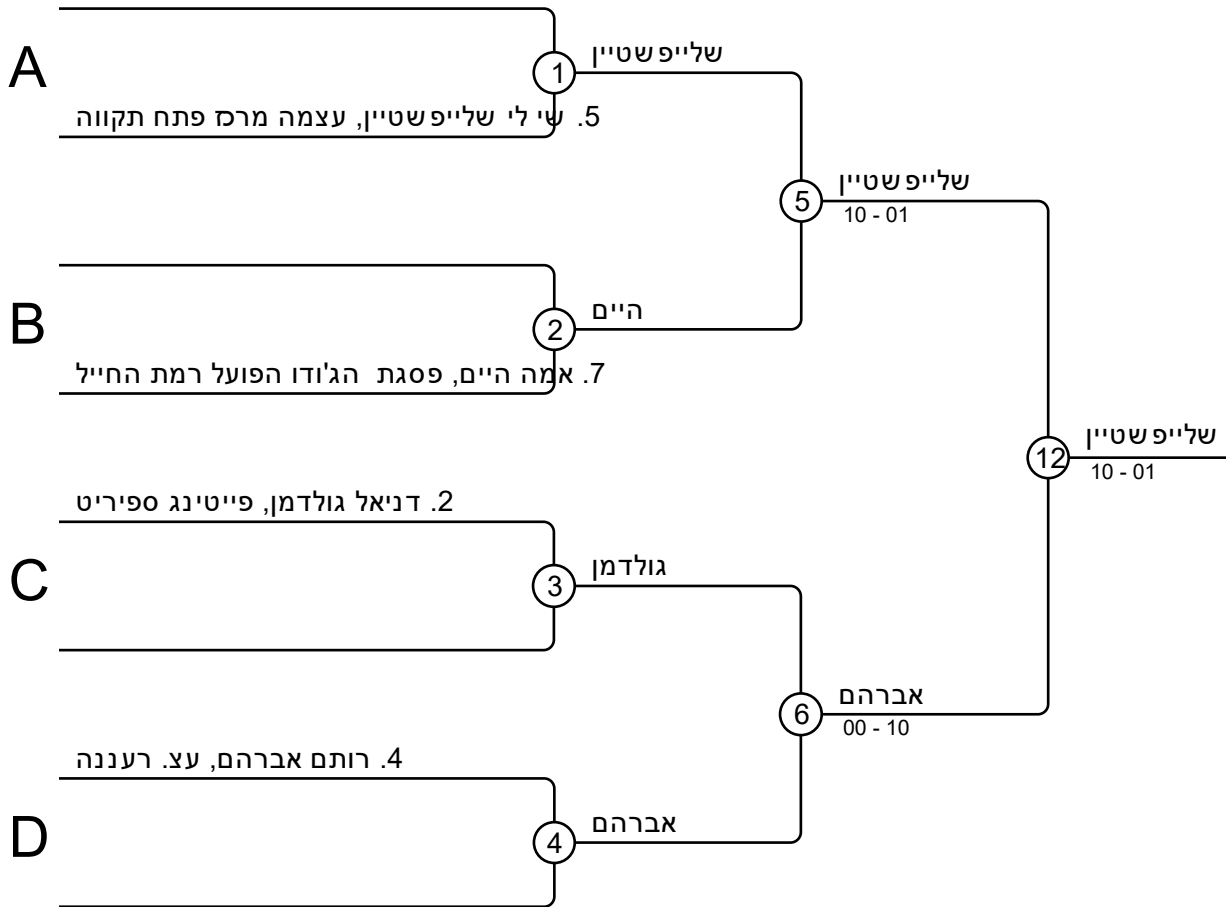 A
1
שלייפשטיין
5. שי לי שלייפשטיין, עצמה מרכז פתח תקווה
5
שלייפשטיין
10 - 01
B
2
היים
7. אמה היים, פסגת הג'ודו הפועל רמת החייל
12
שלייפשטיין
10 - 01
2. דניאל גולדמן, פייטינג ספיריט
C
3
גולדמן
6
אברהם
00 - 10
4. רותם אברהם, עצ. רעננה
D
4
אברהם